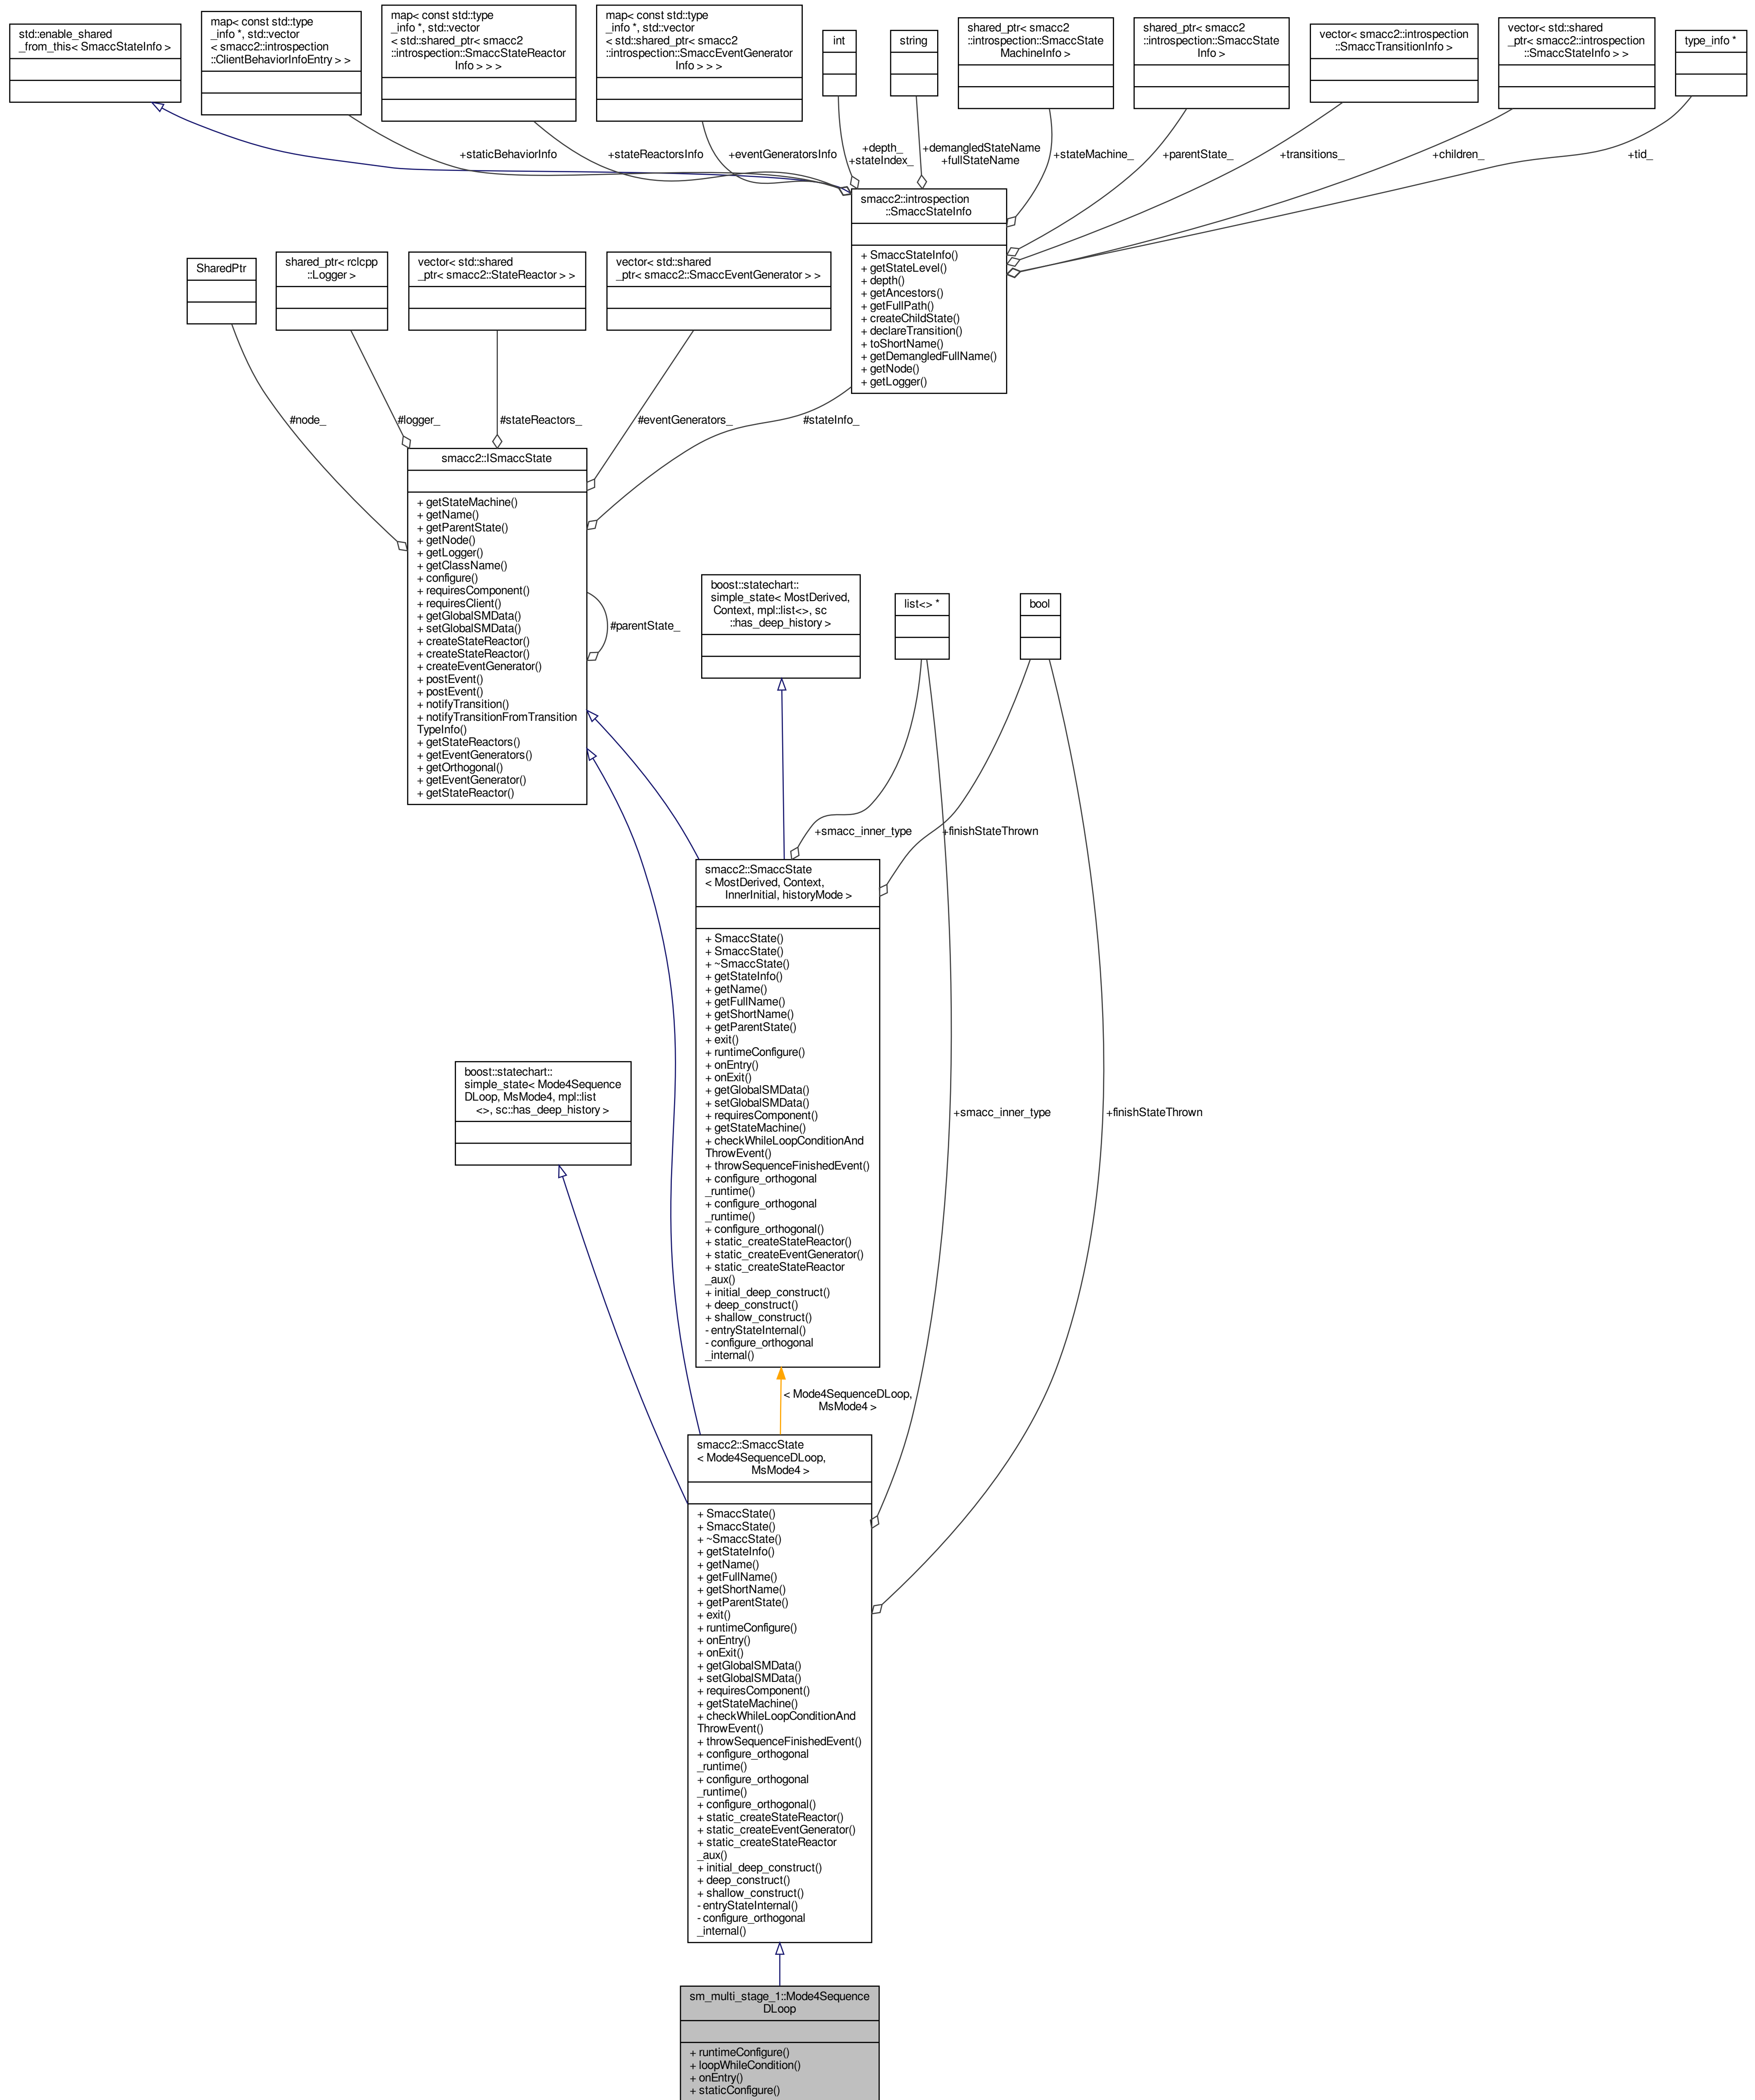 std::enable_shared
_from_this< SmaccStateInfo >
map< const std::type
_info *, std::vector
< smacc2::introspection
::ClientBehaviorInfoEntry > >
map< const std::type
_info *, std::vector
< std::shared_ptr< smacc2
::introspection::SmaccStateReactor
Info > > >
map< const std::type
_info *, std::vector
< std::shared_ptr< smacc2
::introspection::SmaccEventGenerator
Info > > >
int
string
shared_ptr< smacc2
::introspection::SmaccState
MachineInfo >
shared_ptr< smacc2
::introspection::SmaccState
Info >
vector< smacc2::introspection
::SmaccTransitionInfo >
vector< std::shared
_ptr< smacc2::introspection
::SmaccStateInfo > >
type_info *
+staticBehaviorInfo
+stateReactorsInfo
+eventGeneratorsInfo
+depth_
+stateIndex_
+demangledStateName
+fullStateName
+stateMachine_
+parentState_
+transitions_
+children_
+tid_
smacc2::introspection
::SmaccStateInfo
+ SmaccStateInfo()
+ getStateLevel()
+ depth()
+ getAncestors()
+ getFullPath()
+ createChildState()
+ declareTransition()
+ toShortName()
+ getDemangledFullName()
+ getNode()
+ getLogger()
SharedPtr
shared_ptr< rclcpp
::Logger >
vector< std::shared
_ptr< smacc2::StateReactor > >
vector< std::shared
_ptr< smacc2::SmaccEventGenerator > >
#node_
#logger_
#stateReactors_
#eventGenerators_
#stateInfo_
smacc2::ISmaccState
+ getStateMachine()
+ getName()
+ getParentState()
+ getNode()
+ getLogger()
+ getClassName()
+ configure()
+ requiresComponent()
+ requiresClient()
+ getGlobalSMData()
+ setGlobalSMData()
+ createStateReactor()
+ createStateReactor()
+ createEventGenerator()
+ postEvent()
+ postEvent()
+ notifyTransition()
+ notifyTransitionFromTransition
TypeInfo()
+ getStateReactors()
+ getEventGenerators()
+ getOrthogonal()
+ getEventGenerator()
+ getStateReactor()
#parentState_
boost::statechart::
simple_state< MostDerived,
Context, mpl::list<>, sc
::has_deep_history >
list<> *
bool
+smacc_inner_type
+finishStateThrown
smacc2::SmaccState
< MostDerived, Context,
InnerInitial, historyMode >
+ SmaccState()
+ SmaccState()
+ ~SmaccState()
+ getStateInfo()
+ getName()
+ getFullName()
+ getShortName()
+ getParentState()
+ exit()
+ runtimeConfigure()
+ onEntry()
+ onExit()
+ getGlobalSMData()
+ setGlobalSMData()
+ requiresComponent()
+ getStateMachine()
+ checkWhileLoopConditionAnd
ThrowEvent()
+ throwSequenceFinishedEvent()
+ configure_orthogonal
_runtime()
+ configure_orthogonal
_runtime()
+ configure_orthogonal()
+ static_createStateReactor()
+ static_createEventGenerator()
+ static_createStateReactor
_aux()
+ initial_deep_construct()
+ deep_construct()
+ shallow_construct()
- entryStateInternal()
- configure_orthogonal
_internal()
boost::statechart::
simple_state< Mode4Sequence
DLoop, MsMode4, mpl::list
<>, sc::has_deep_history >
+smacc_inner_type
+finishStateThrown
< Mode4SequenceDLoop,
MsMode4 >
smacc2::SmaccState
< Mode4SequenceDLoop,
MsMode4 >
+ SmaccState()
+ SmaccState()
+ ~SmaccState()
+ getStateInfo()
+ getName()
+ getFullName()
+ getShortName()
+ getParentState()
+ exit()
+ runtimeConfigure()
+ onEntry()
+ onExit()
+ getGlobalSMData()
+ setGlobalSMData()
+ requiresComponent()
+ getStateMachine()
+ checkWhileLoopConditionAnd
ThrowEvent()
+ throwSequenceFinishedEvent()
+ configure_orthogonal
_runtime()
+ configure_orthogonal
_runtime()
+ configure_orthogonal()
+ static_createStateReactor()
+ static_createEventGenerator()
+ static_createStateReactor
_aux()
+ initial_deep_construct()
+ deep_construct()
+ shallow_construct()
- entryStateInternal()
- configure_orthogonal
_internal()
sm_multi_stage_1::Mode4Sequence
DLoop
+ runtimeConfigure()
+ loopWhileCondition()
+ onEntry()
+ staticConfigure()